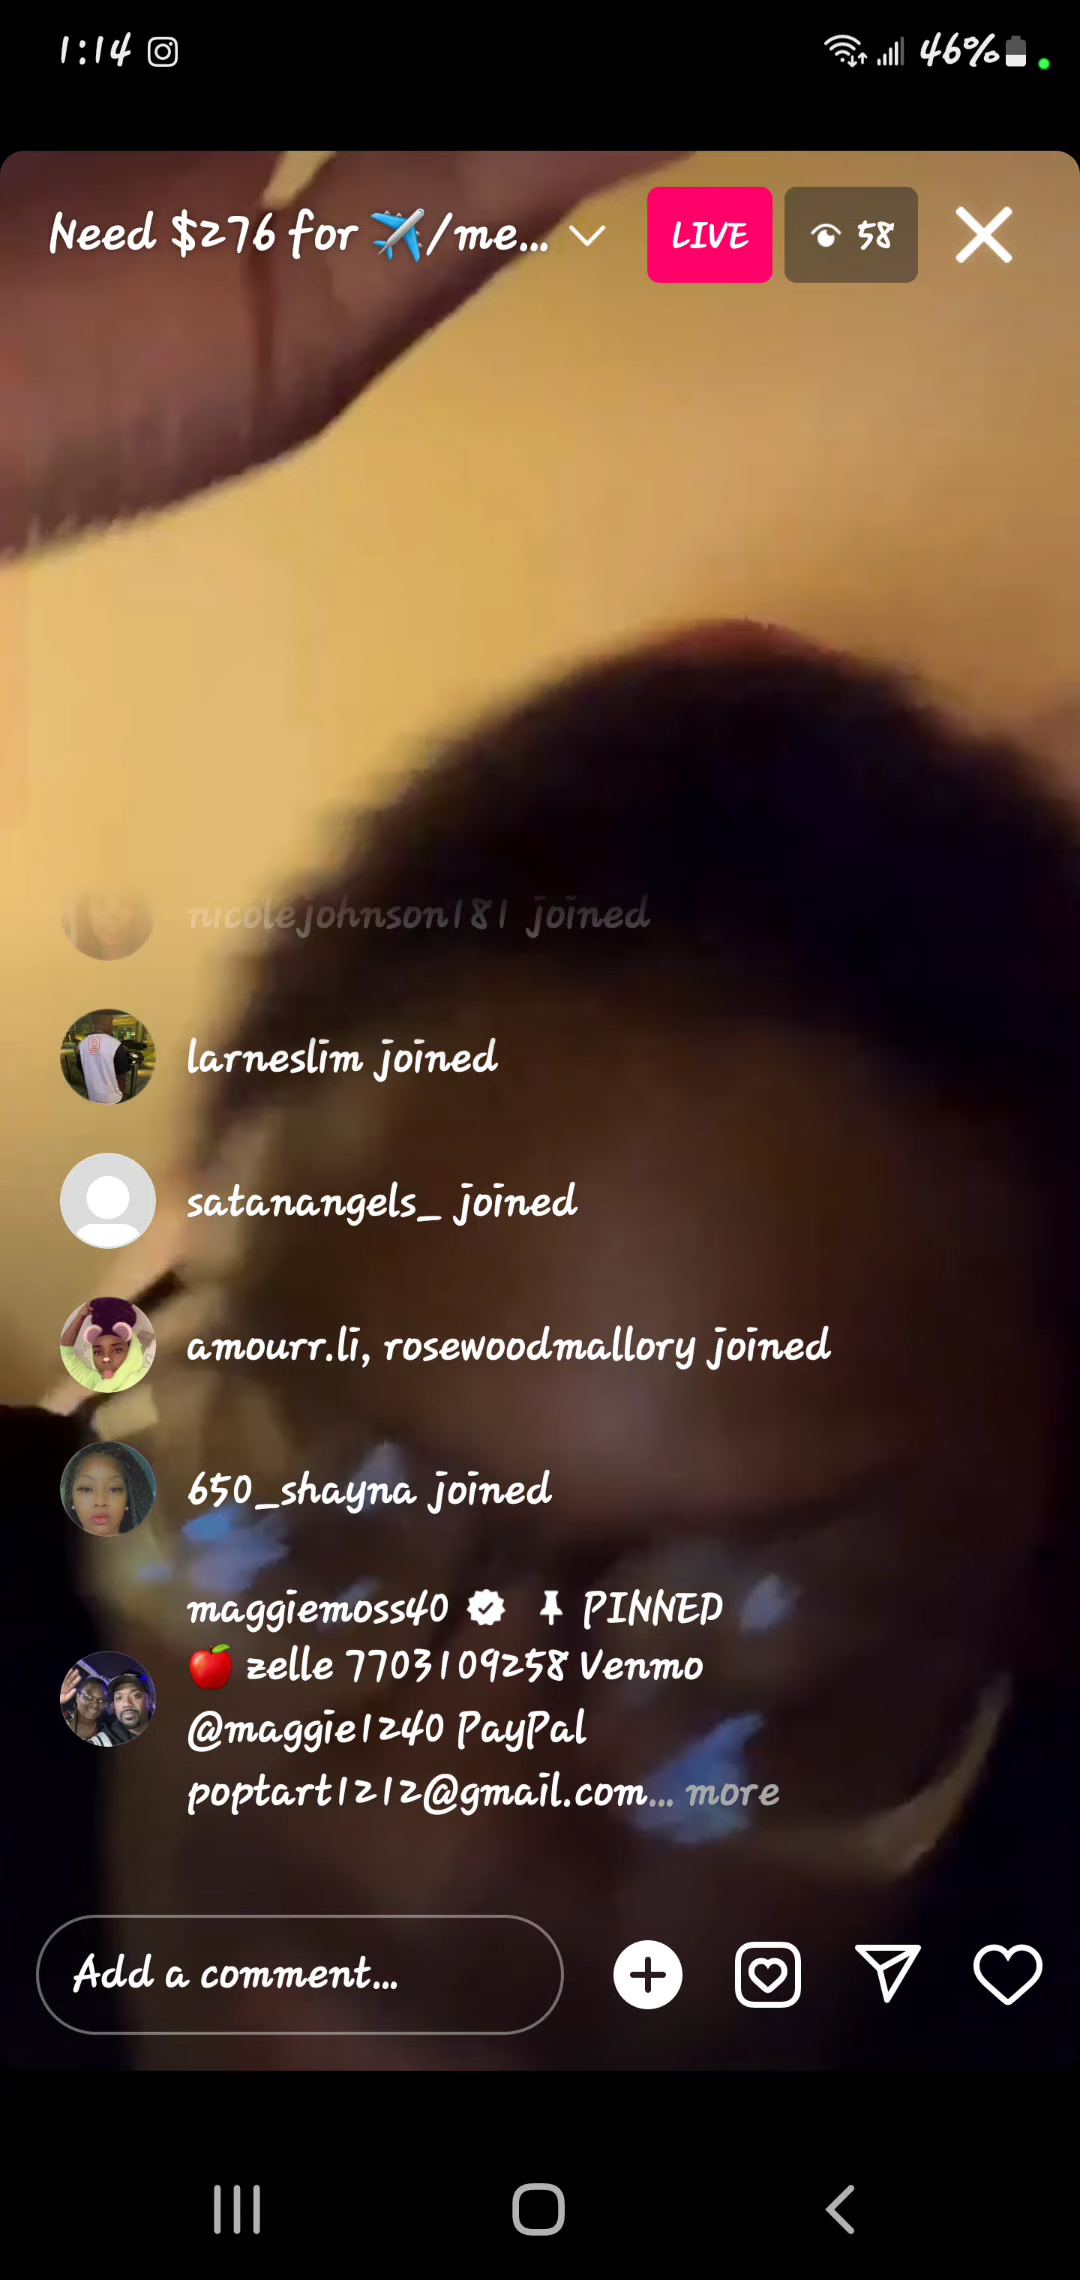 1:14 46%
Need $276 for ✈️/me...
LIVE
58
nicolejohnson181 joined
larneslim joined
satanangels_ joined
amourr.li, rosewoodmallory joined
650_shayna joined
maggiemoss40 PINNED
🍎 zelle 7703109258 Venmo
@maggie1240 PayPal
poptart1212@gmail.com... more
Add a comment...